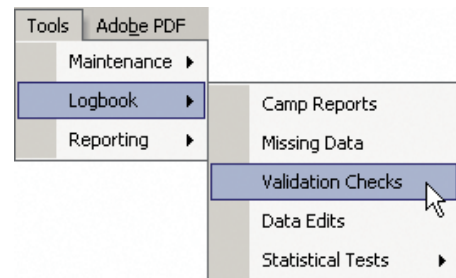 Tools Adobe PDF
Maintenance
Logbook
Reporting
Camp Reports
Missing Data
Validation Checks
Data Edits
Statistical Tests